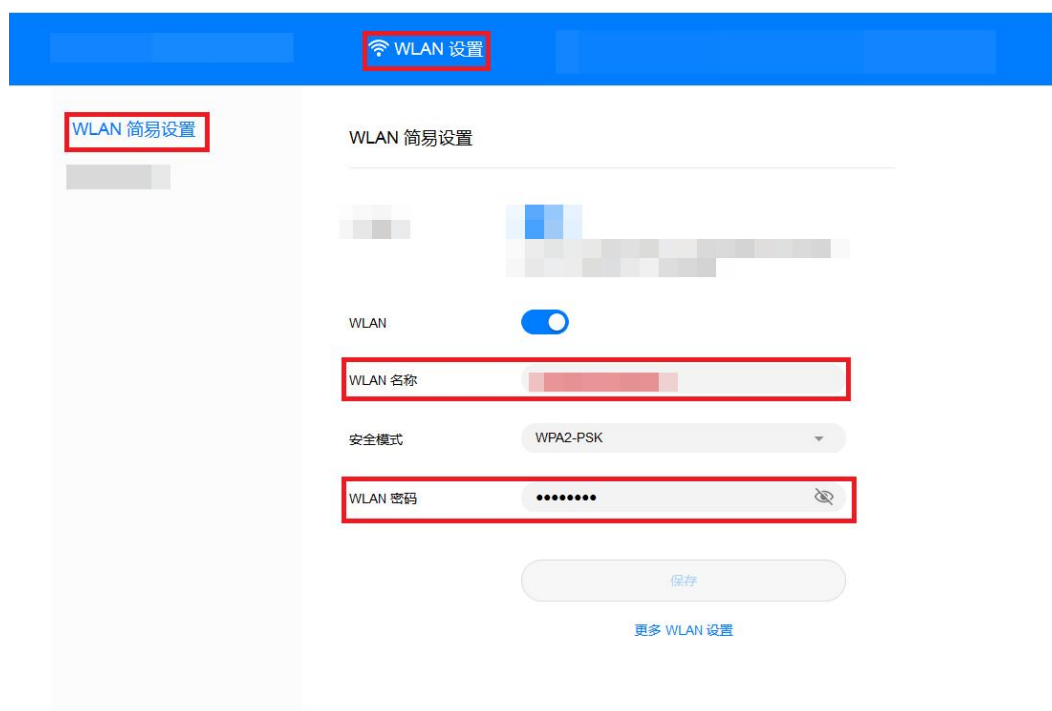 WLAN 设置
WLAN 简易设置
WLAN 简易设置
WLAN
WLAN 名称
安全模式
WPA2-PSK
WLAN 密码
••••••••
保存
更多 WLAN 设置